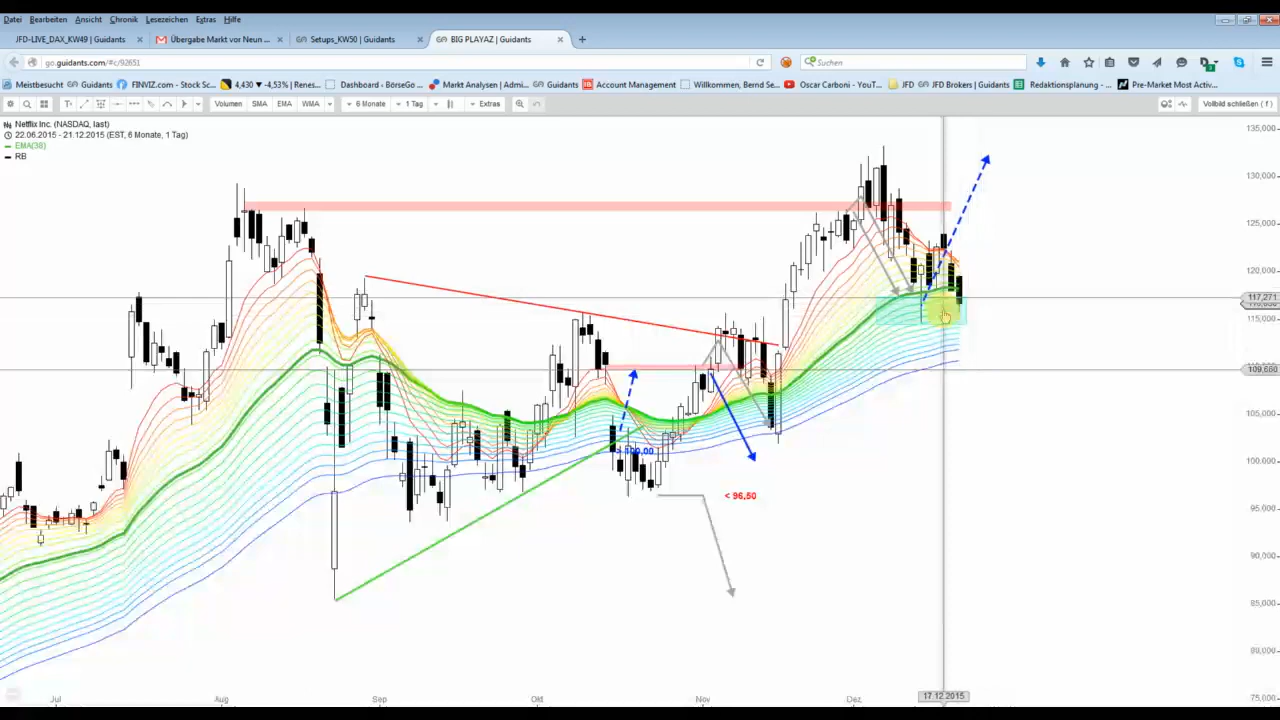 Datei Bearbeiten Ansicht Chronik Lesezeichen Extras Hilfe
JFD-LIVE_DAX_KW49 | Guidants × Übergabe Markt vor Neun ... × Setups_KW50 | Guidants × BIG PLAYAZ | Guidants × +
go.guidants.com/#c/92651 Suchen
Meistbesucht Guidants FINVIZ.com - Stock Sc... 4,430 -4,53% | Renes... Dashboard - BörseGo ... Markt Analysen | Admi... Guidants Account Management Willkommen, Bernd Se... Oscar Carboni - YouT... JFD JFD Brokers | Guidants Redaktionsplanung - ... Pre-Market Most Activ...
Volumen SMA EMA WMA 6 Monate 1 Tag Extras Vollbild schließen ( f )
Netflix Inc. (NASDAQ, last)
22.06.2015 - 21.12.2015 (EST, 6 Monate, 1 Tag)
EMA(38)
RB
135,000
130,000
125,000
120,000
117,271
115,000
109,660
105,000
100,000
95,000
90,000
85,000
80,000
75,000
> 100,00
< 96,50
Jul Aug Sep Okt Nov Dez 17.12.2015